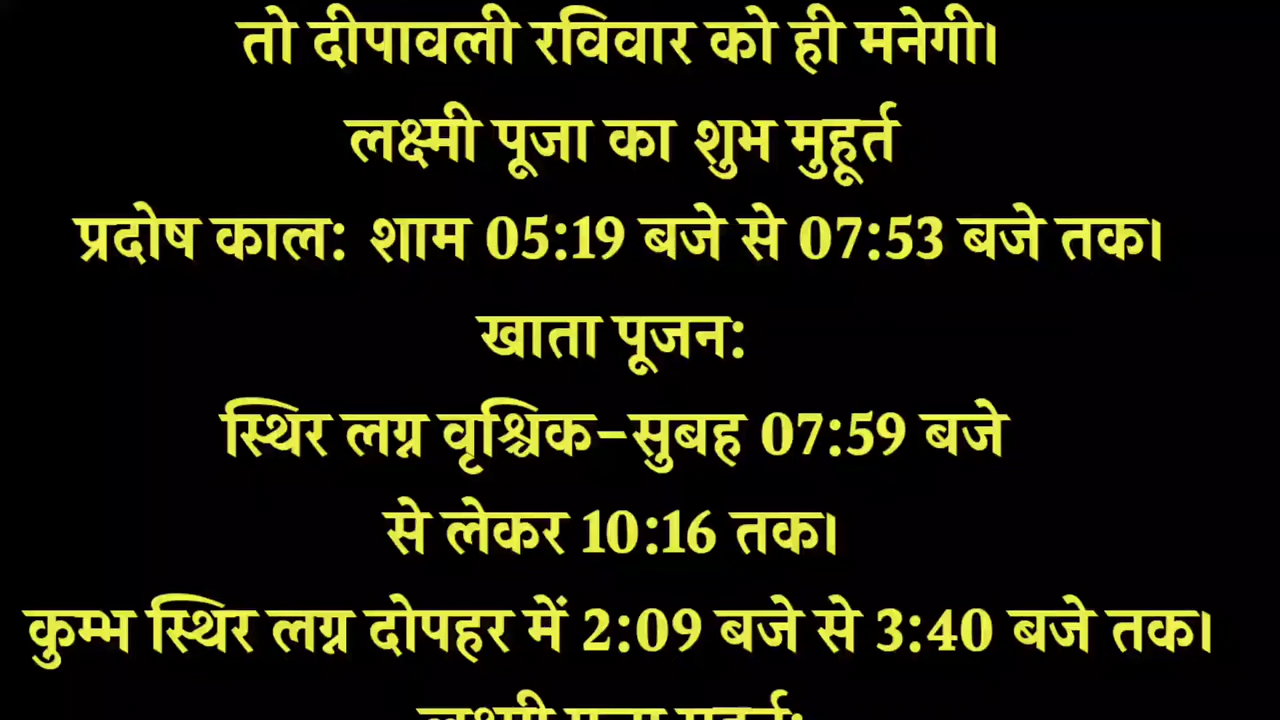 तो दीपावली रविवार को ही मनेगी।
लक्ष्मी पूजा का शुभ मुहूर्त
प्रदोष काल: शाम 05:19 बजे से 07:53 बजे तक।
खाता पूजन:
स्थिर लग्न वृश्चिक-सुबह 07:59 बजे
से लेकर 10:16 तक।
कुम्भ स्थिर लग्न दोपहर में 2:09 बजे से 3:40 बजे तक।